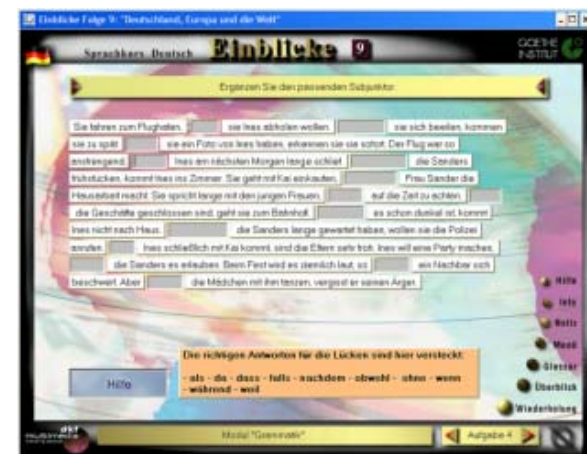 Einblicke Folge 9: "Deutschland, Europa und die Welt"
Sprachkurs Deutsch Einblicke 9
GOETHE INSTITUT
Ergänzen Sie den passenden Subjunktor.
Sie fahren zum Flughafen, sie Ines abholen wollen. sie sich beeilen, kommen
sie zu spät. sie ein Foto von Ines haben, erkennen sie sie sofort. Der Flug war so
anstrengend, Ines am nächsten Morgen lange schlief. die Sanders
frühstücken, kommt Ines ins Zimmer. Sie geht mit Kai einkaufen, Frau Sander die
Hausarbeit macht. Sie spricht lange mit den jungen Frauen, auf die Zeit zu achten.
die Geschäfte geschlossen sind, geht sie zum Bahnhof. es schon dunkel ist, kommt
Ines nicht nach Haus. die Sanders lange gewartet haben, wollen sie die Polizei
anrufen. Ines schließlich mit Kai kommt, sind die Eltern sehr froh. Ines will eine Party machen,
die Sanders es erlauben. Beim Fest wird es ziemlich laut, so ein Nachbar sich
beschwert. Aber die Mädchen mit ihm tanzen, vergisst er seinen Ärger.
Hilfe
Info
Notiz
Menü
Glossar
Überblick
Wiederholung
Die richtigen Antworten für die Lücken sind hier versteckt:
- als - da - dass - falls - nachdem - obwohl - ohne - wenn
- während - weil
Hilfe
multimedia
Modul "Grammatik"
Aufgabe 4